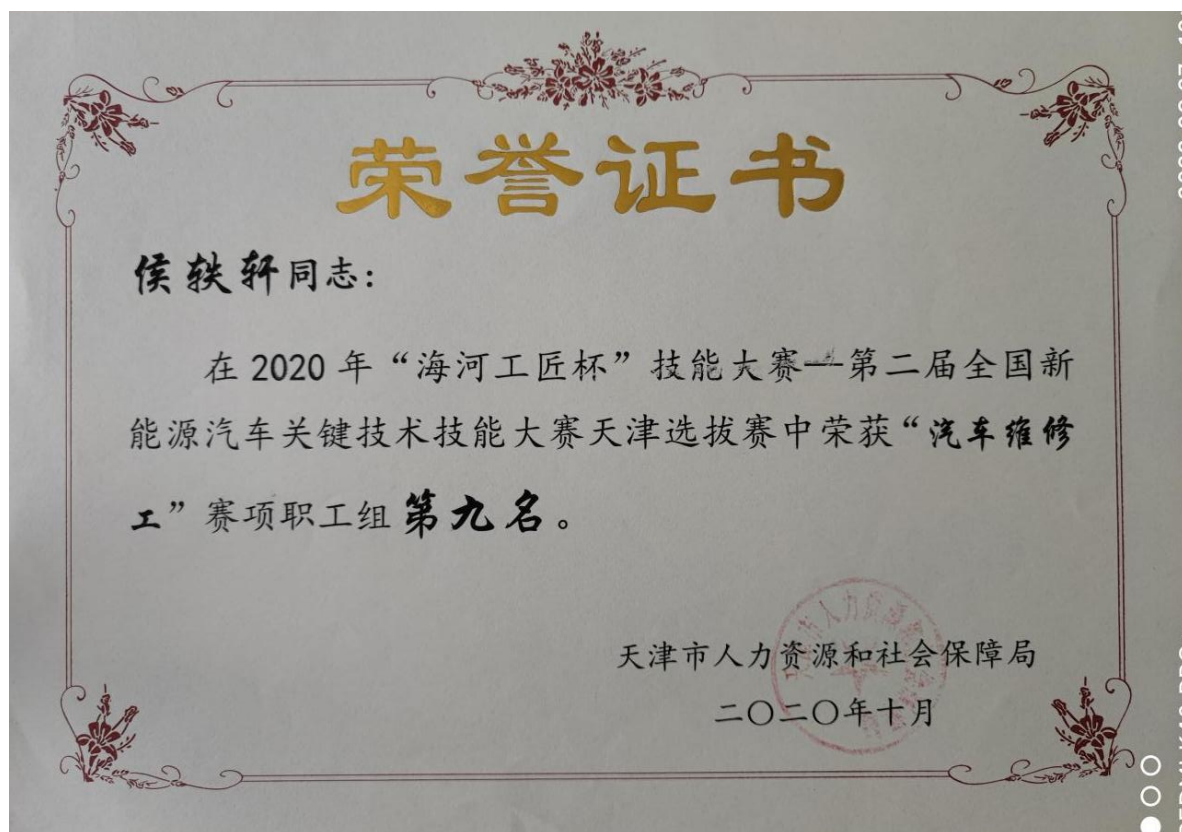 荣誉证书
侯轶轩同志：
在 2020 年“海河工匠杯”技能大赛—第二届全国新
能源汽车关键技术技能大赛天津选拔赛中荣获“汽车维修
工”赛项职工组第九名。
天津市人力资源和社会保障局
二〇二〇年十月